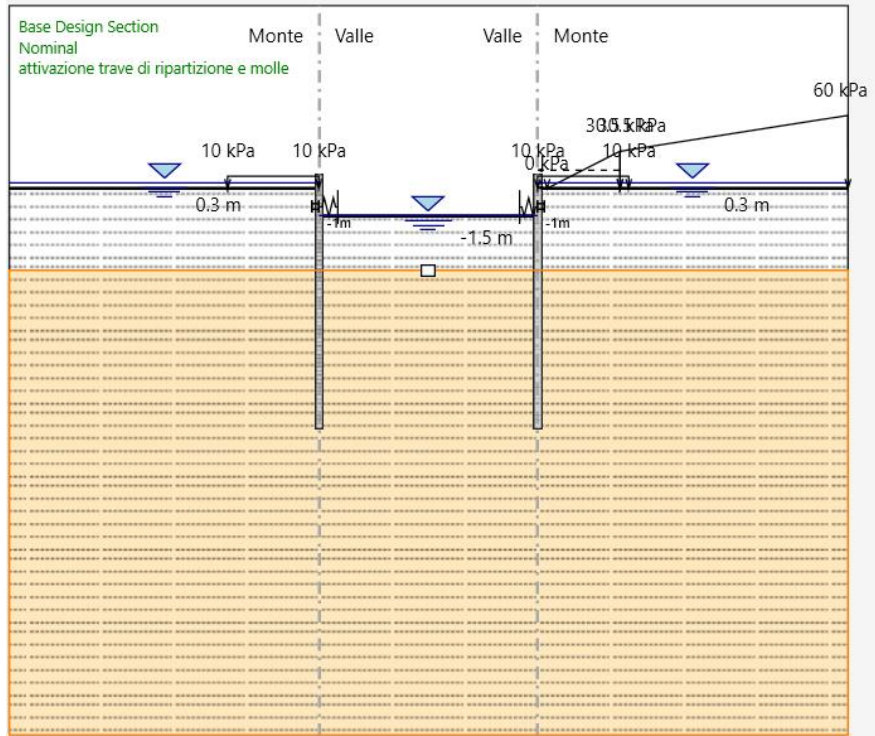 Base Design Section
Nominal
attivazione trave di ripartizione e molle
Monte
Valle
Valle
Monte
60 kPa
10 kPa
10 kPa
10 kPa
0 kPa
10 kPa
0.3 m
-1m
-1.5 m
-1m
0.3 m